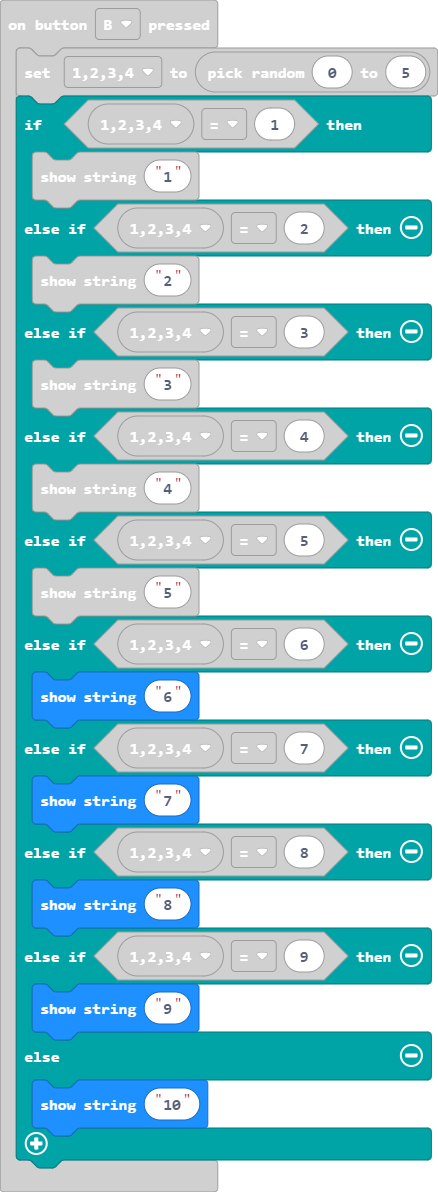 on button B pressed
set 1,2,3,4 to pick random 0 to 5
if 1,2,3,4 = 1 then
show string "1"
else if 1,2,3,4 = 2 then
show string "2"
else if 1,2,3,4 = 3 then
show string "3"
else if 1,2,3,4 = 4 then
show string "4"
else if 1,2,3,4 = 5 then
show string "5"
else if 1,2,3,4 = 6 then
show string "6"
else if 1,2,3,4 = 7 then
show string "7"
else if 1,2,3,4 = 8 then
show string "8"
else if 1,2,3,4 = 9 then
show string "9"
else
show string "10"